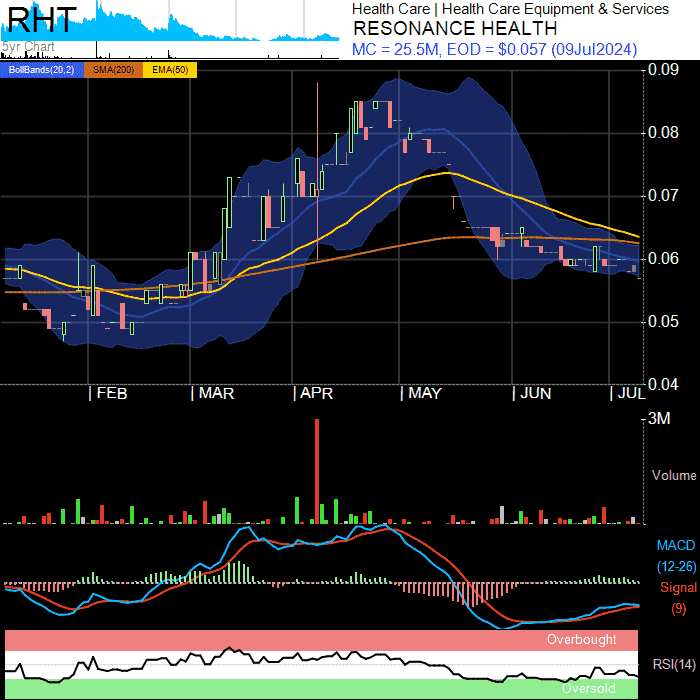 RHT
5yr Chart
Health Care | Health Care Equipment & Services
RESONANCE HEALTH
MC = 25.5M, EOD = $0.057 (09Jul2024)
BollBands(20,2) SMA(200) EMA(50)
0.09
0.08
0.07
0.06
0.05
0.04
| FEB | MAR | APR | MAY | JUN | JUL
3M
Volume
MACD
(12-26)
Signal
(9)
Overbought
RSI(14)
Oversold